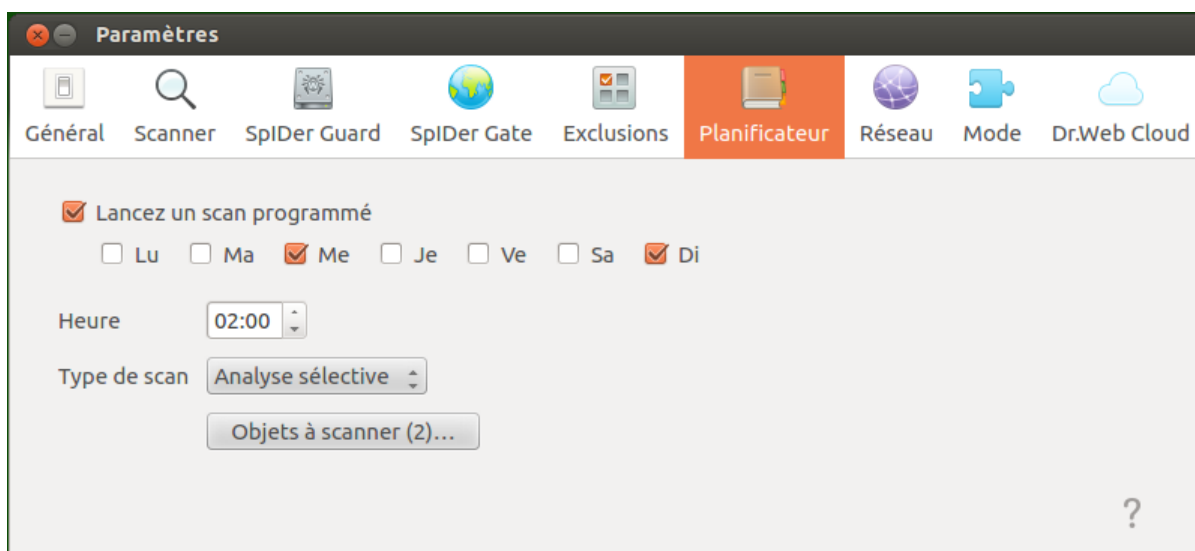 Paramètres
Général Scanner SpIDer Guard SpIDer Gate Exclusions Planificateur Réseau Mode Dr.Web Cloud
Lancez un scan programmé
Lu Ma Me Je Ve Sa Di
Heure 02:00
Type de scan Analyse sélective
Objets à scanner (2)...
?